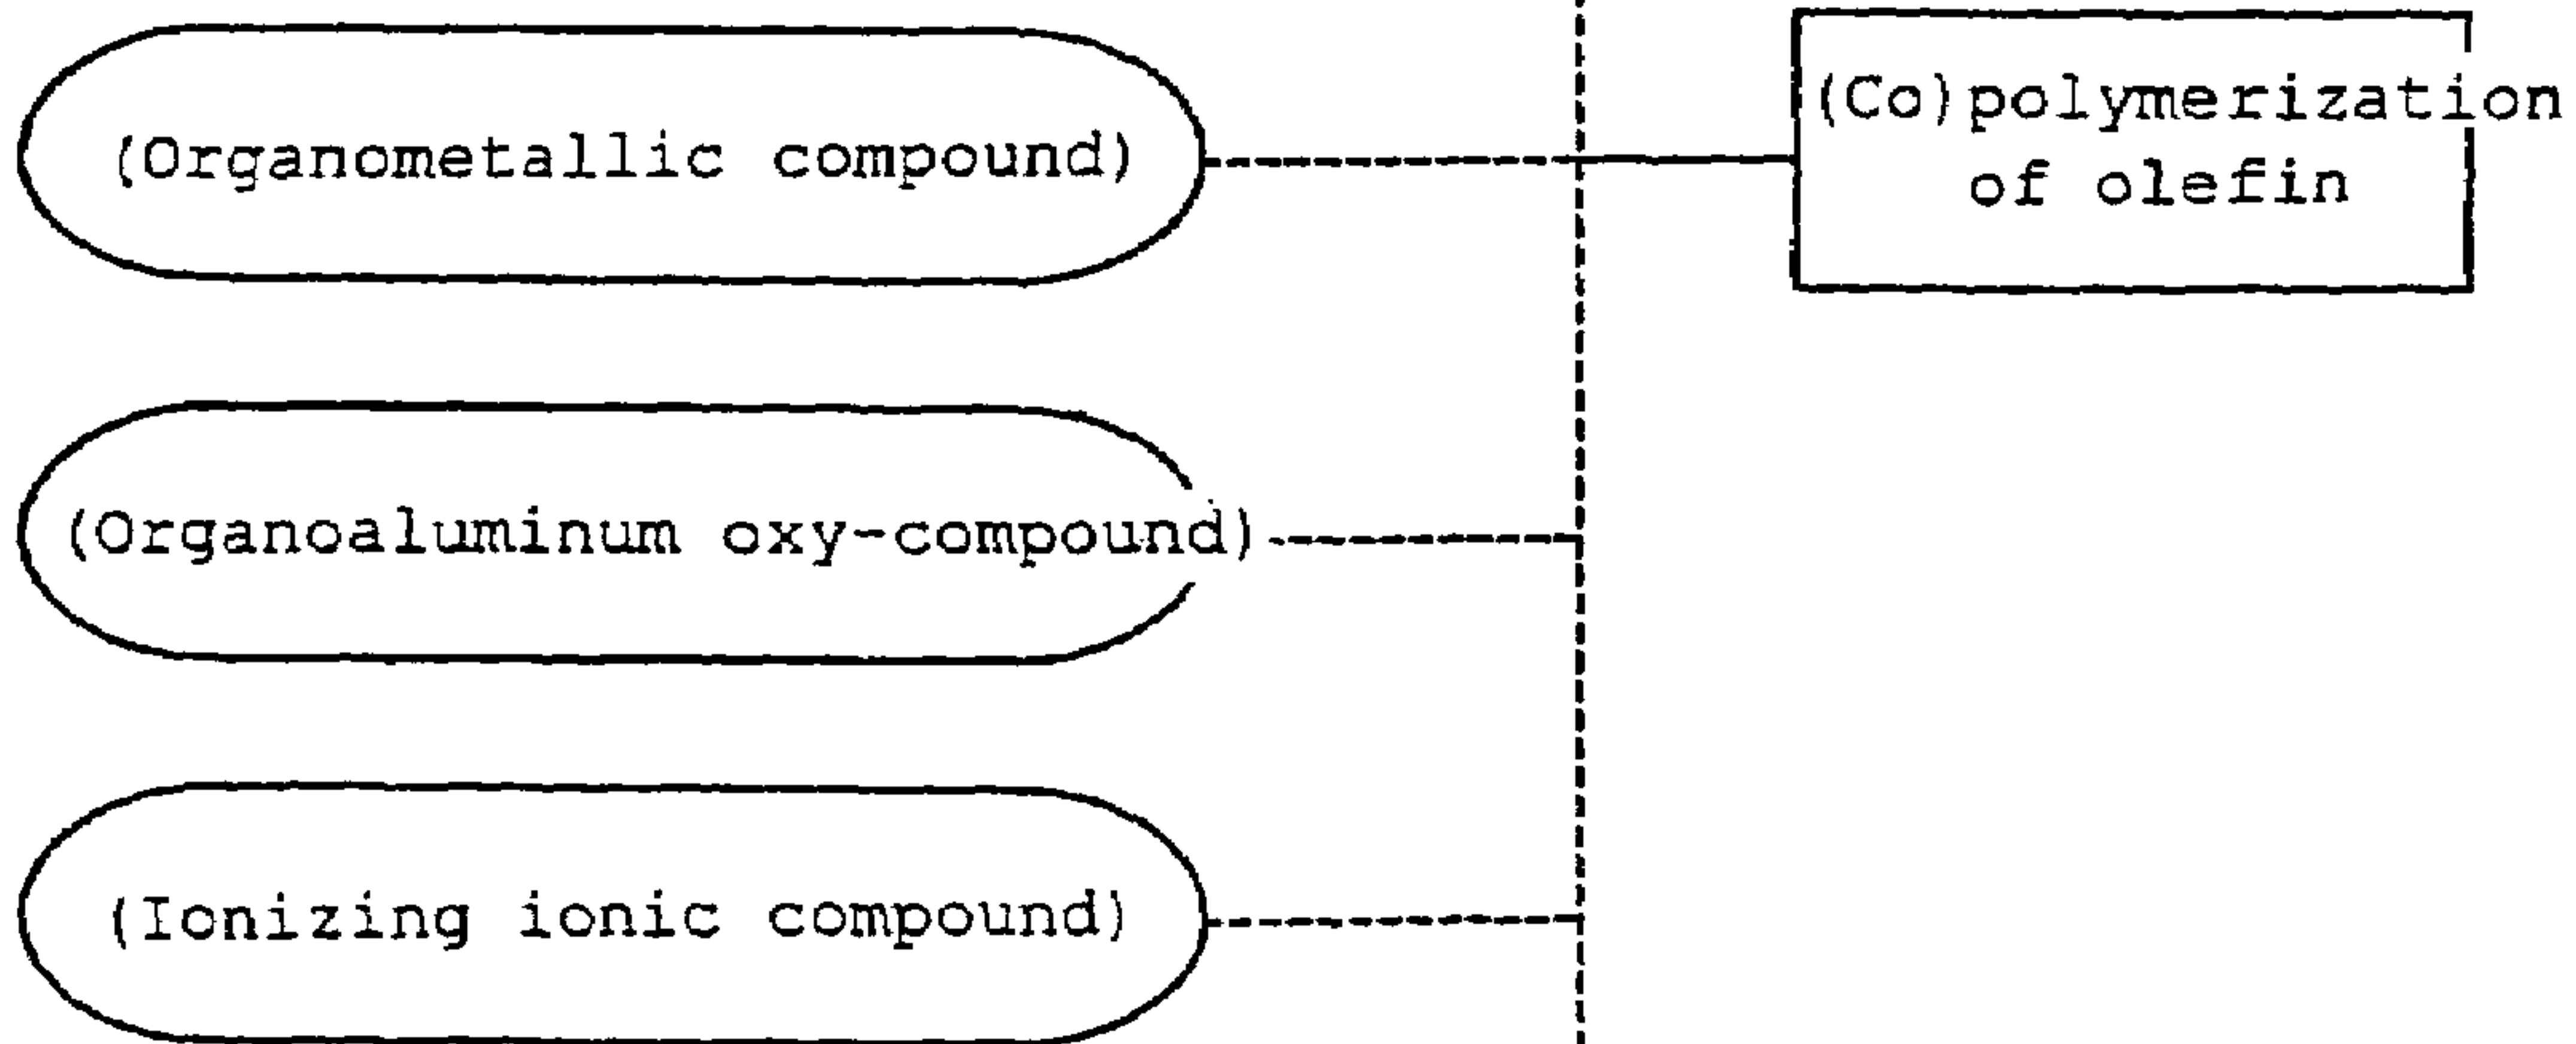 (Organometallic compound)
(Co)polymerization
of olefin
(Organoaluminum oxy-compound)
(Ionizing ionic compound)